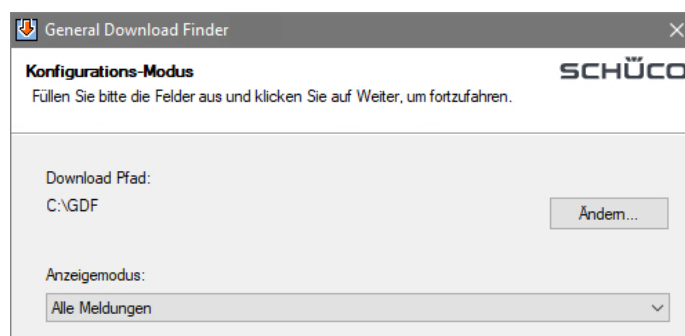 General Download Finder
Konfigurations-Modus
SCHÜCO
Füllen Sie bitte die Felder aus und klicken Sie auf Weiter, um fortzufahren.
Download Pfad:
C:\GDF
Ändern...
Anzeigemodus:
Alle Meldungen